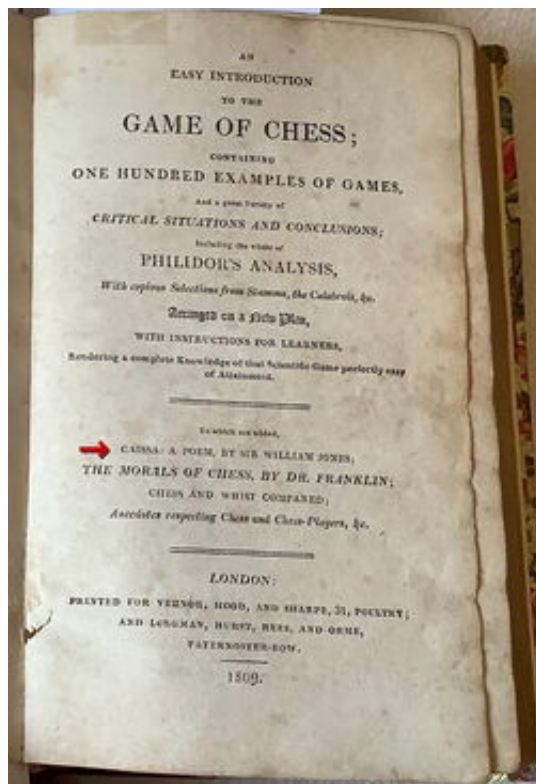 AN
EASY INTRODUCTION
TO THE
GAME OF CHESS;
CONTAINING
ONE HUNDRED EXAMPLES OF GAMES,
And a great Variety of
CRITICAL SITUATIONS AND CONCLUSIONS;
Including the whole of
PHILIDOR'S ANALYSIS,
With copious Selections from Stamma, the Calabrois, &c.
Arranged on a New Plan,
WITH INSTRUCTIONS FOR LEARNERS,
Rendering a complete Knowledge of that Scientific Game perfectly easy
of Attainment.
To which are added,
CAISSA: A POEM, BY SIR WILLIAM JONES;
THE MORALS OF CHESS, BY DR. FRANKLIN;
CHESS AND WHIST COMPARED;
Anecdotes respecting Chess and Chess-Players, &c.
LONDON:
PRINTED FOR VERNOR, HOOD, AND SHARPE, 31, POULTRY;
AND LONGMAN, HURST, REES, AND ORME,
PATERNOSTER-ROW.
1809.